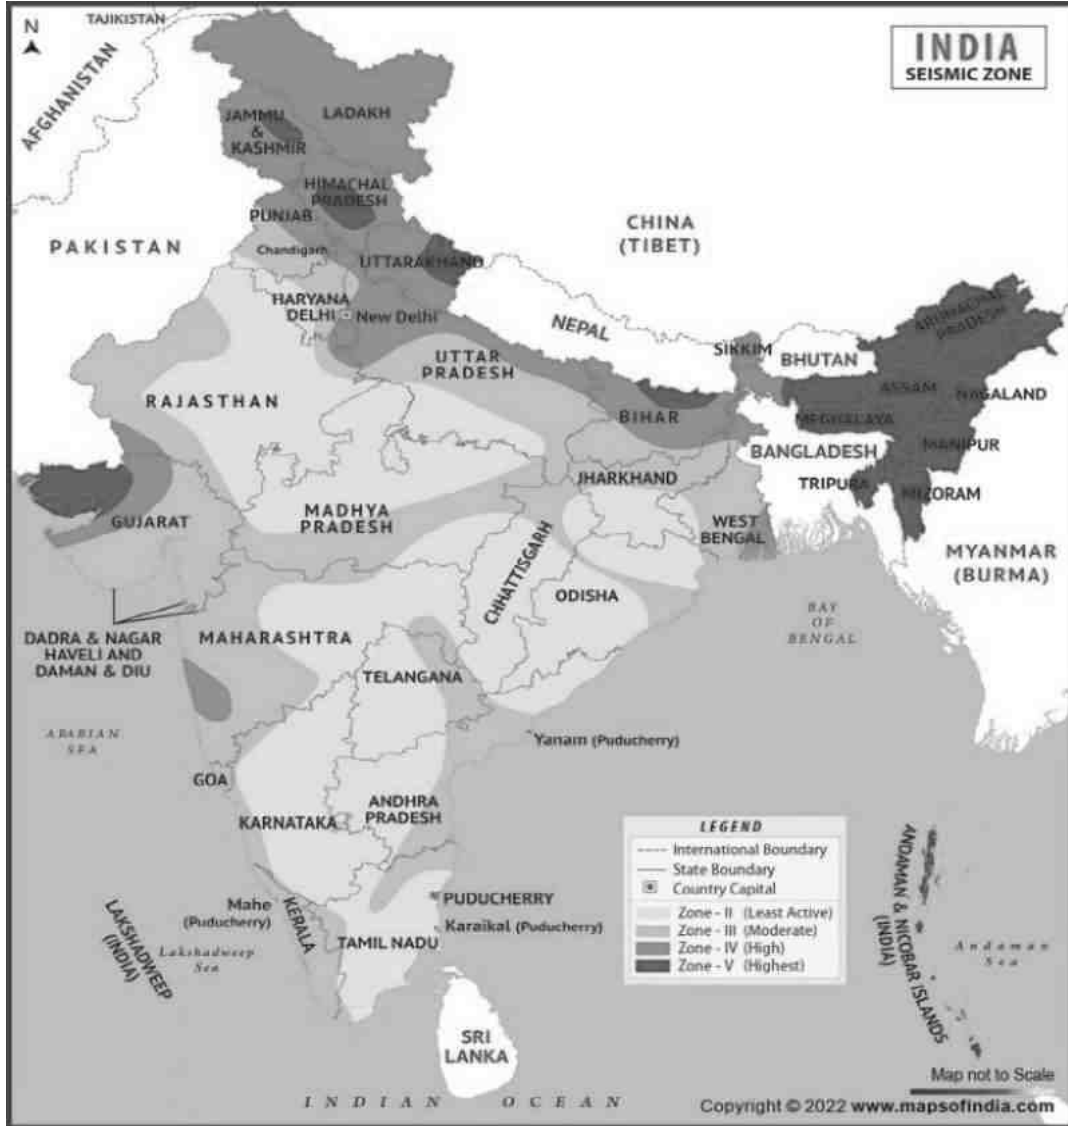 N
TAJIKISTAN
AFGHANISTAN
INDIA
SEISMIC ZONE
LADAKH
JAMMU
&
KASHMIR
HIMACHAL
PRADESH
PUNJAB
CHINA
(TIBET)
PAKISTAN
Chandigarh
UTTARAKHAND
HARYANA
DELHI
New Delhi
NEPAL
ARUNACHAL
PRADESH
SIKKIM
BHUTAN
UTTAR
PRADESH
RAJASTHAN
ASSAM
NAGALAND
BIHAR
MEGHALAYA
BANGLADESH
MANIPUR
JHARKHAND
TRIPURA
MIZORAM
GUJARAT
MADHYA
PRADESH
WEST
BENGAL
MYANMAR
(BURMA)
CHHATTISGARH
ODISHA
BAY
OF
BENGAL
DADRA & NAGAR
HAVELI AND
DAMAN & DIU
MAHARASHTRA
TELANGANA
ARABIAN
SEA
Yanam (Puducherry)
GOA
ANDHRA
PRADESH
KARNATAKA
LEGEND
International Boundary
State Boundary
Country Capital
Zone - II (Least Active)
Zone - III (Moderate)
Zone - IV (High)
Zone - V (Highest)
ANDAMAN & NICOBAR ISLANDS
(INDIA)
Andaman
Sea
Mahe
(Puducherry)
KERALA
PUDUCHERRY
Karaikal (Puducherry)
LAKSHADWEEP
(INDIA)
Lakshadweep
Sea
TAMIL NADU
SRI
LANKA
Map not to Scale
INDIAN OCEAN
Copyright © 2022 www.mapsofindia.com